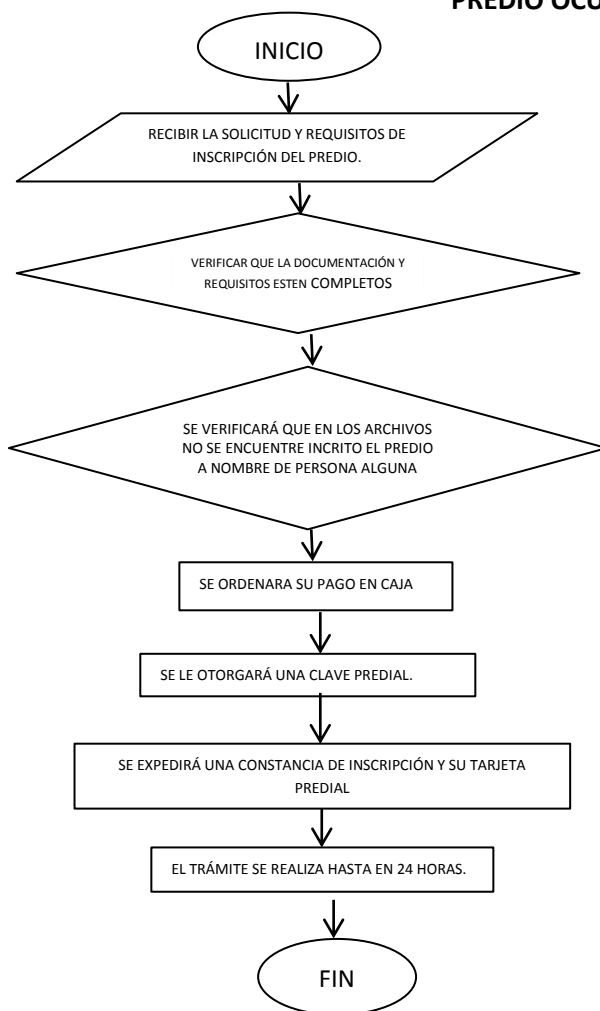 PREDIO OCU
INICIO
RECIBIR LA SOLICITUD Y REQUISITOS DE
INSCRIPCIÓN DEL PREDIO.
VERIFICAR QUE LA DOCUMENTACIÓN Y
REQUISITOS ESTEN COMPLETOS
SE VERIFICARÁ QUE EN LOS ARCHIVOS
NO SE ENCUENTRE INCRITO EL PREDIO
A NOMBRE DE PERSONA ALGUNA
SE ORDENARA SU PAGO EN CAJA
SE LE OTORGARÁ UNA CLAVE PREDIAL.
SE EXPEDIRÁ UNA CONSTANCIA DE INSCRIPCIÓN Y SU TARJETA
PREDIAL
EL TRÁMITE SE REALIZA HASTA EN 24 HORAS.
FIN